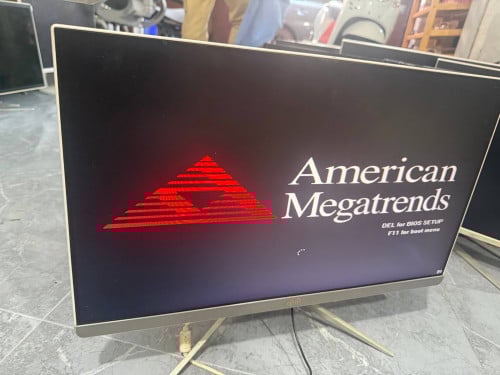 American
Megatrends
DEL for BIOS SETUP
F11 for boot menu